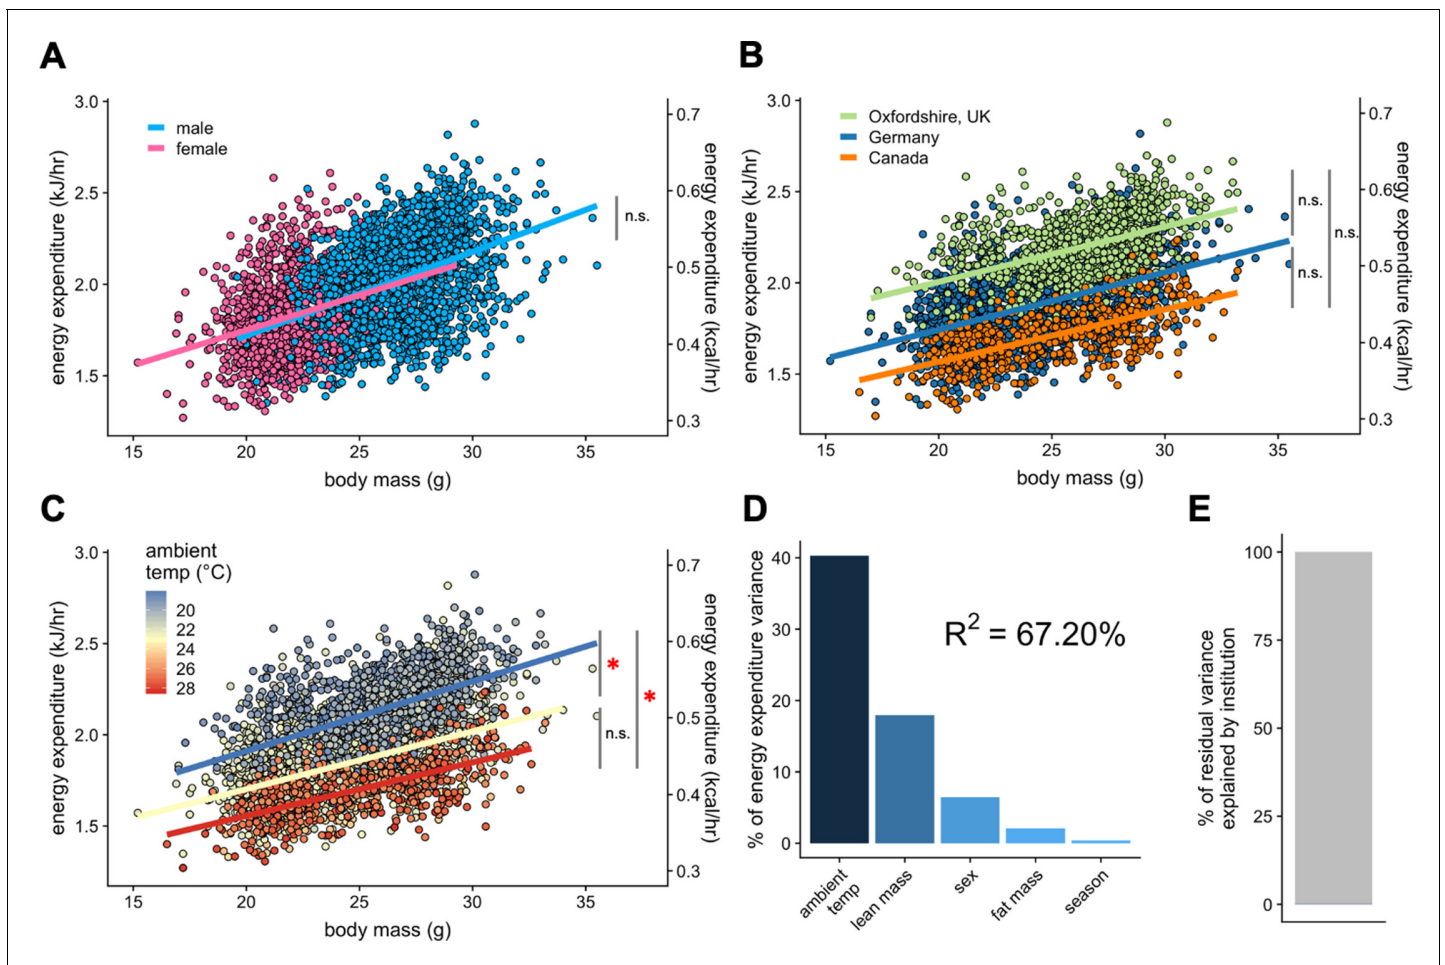 A
3.0
2.5
2.0
1.5
energy expenditure (kJ/hr)
male
female
n.s.
0.7
0.6
0.5
0.4
0.3
energy expenditure (kcal/hr)
15
20
25
30
35
body mass (g)
B
3.0
2.5
2.0
1.5
energy expenditure (kJ/hr)
Oxfordshire, UK
Germany
Canada
n.s.
n.s.
n.s.
0.7
0.6
0.5
0.4
0.3
energy expenditure (kcal/hr)
15
20
25
30
35
body mass (g)
C
3.0
2.5
2.0
1.5
energy expenditure (kJ/hr)
ambient
temp (°C)
20
22
24
26
28
*
*
n.s.
0.7
0.6
0.5
0.4
0.3
energy expenditure (kcal/hr)
15
20
25
30
35
body mass (g)
D
40
30
20
10
0
% of energy expenditure variance
R² = 67.20%
ambient
temp
lean mass
sex
fat mass
season
E
100
75
50
25
0
% of residual variance
explained by institution